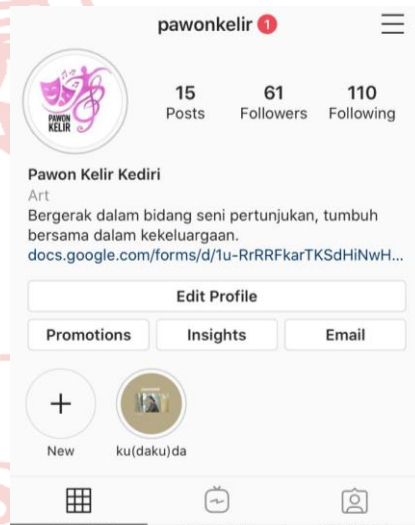 pawonkelir 1
PAWON
KELIR
15 61 110
Posts Followers Following
Pawon Kelir Kediri
Art
Bergerak dalam bidang seni pertunjukan, tumbuh
bersama dalam kekeluargaan.
docs.google.com/forms/d/1u-RrRRFkarTKSdHiNwH...
Edit Profile
Promotions Insights Email
New ku(daku)da